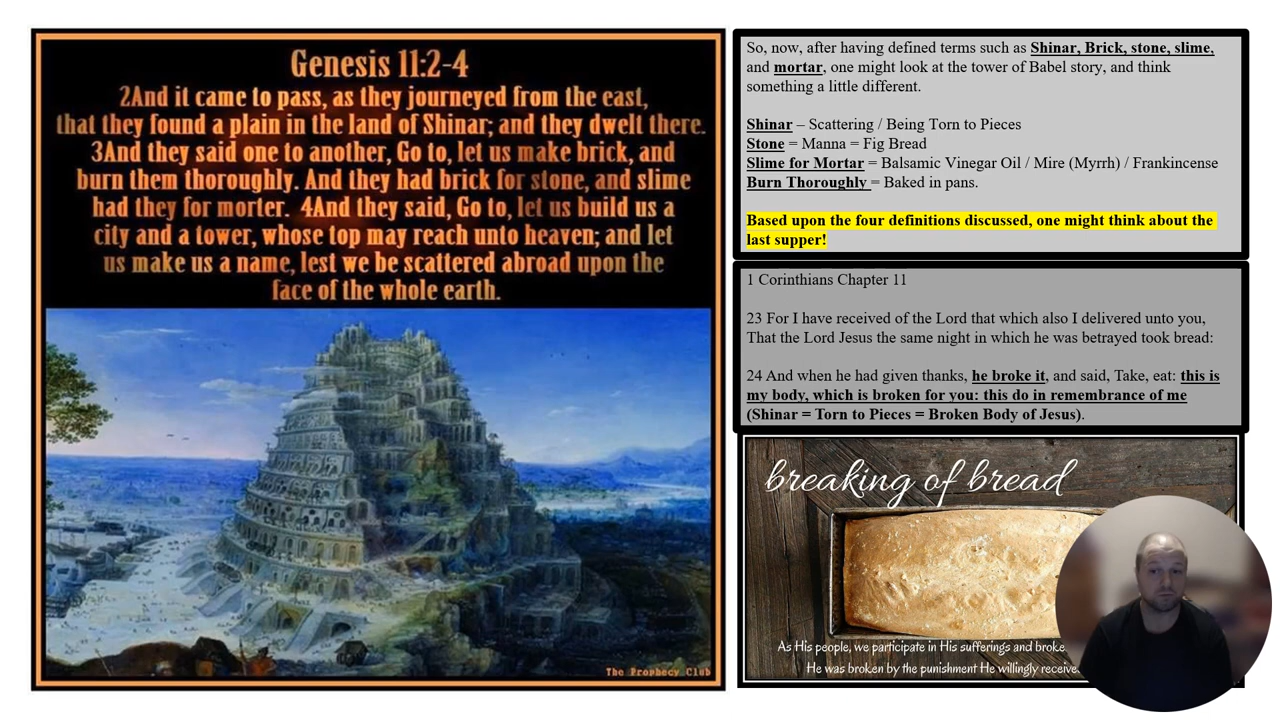 Genesis 11:2-4
2And it came to pass, as they journeyed from the east,
that they found a plain in the land of Shinar; and they dwelt there.
3And they said one to another, Go to, let us make brick, and
burn them thoroughly. And they had brick for stone, and slime
had they for morter. 4And they said, Go to, let us build us a
city and a tower, whose top may reach unto heaven; and let
us make us a name, lest we be scattered abroad upon the
face of the whole earth.
The Prophecy Club
So, now, after having defined terms such as Shinar, Brick, stone, slime,
and mortar, one might look at the tower of Babel story, and think
something a little different.
Shinar – Scattering / Being Torn to Pieces
Stone = Manna = Fig Bread
Slime for Mortar = Balsamic Vinegar Oil / Mire (Myrrh) / Frankincense
Burn Thoroughly = Baked in pans.
Based upon the four definitions discussed, one might think about the
last supper!
1 Corinthians Chapter 11
23 For I have received of the Lord that which also I delivered unto you,
That the Lord Jesus the same night in which he was betrayed took bread:
24 And when he had given thanks, he broke it, and said, Take, eat: this is
my body, which is broken for you: this do in remembrance of me
(Shinar = Torn to Pieces = Broken Body of Jesus).
breaking of bread
As His people, we participate in His sufferings and broke
He was broken by the punishment He willingly receive